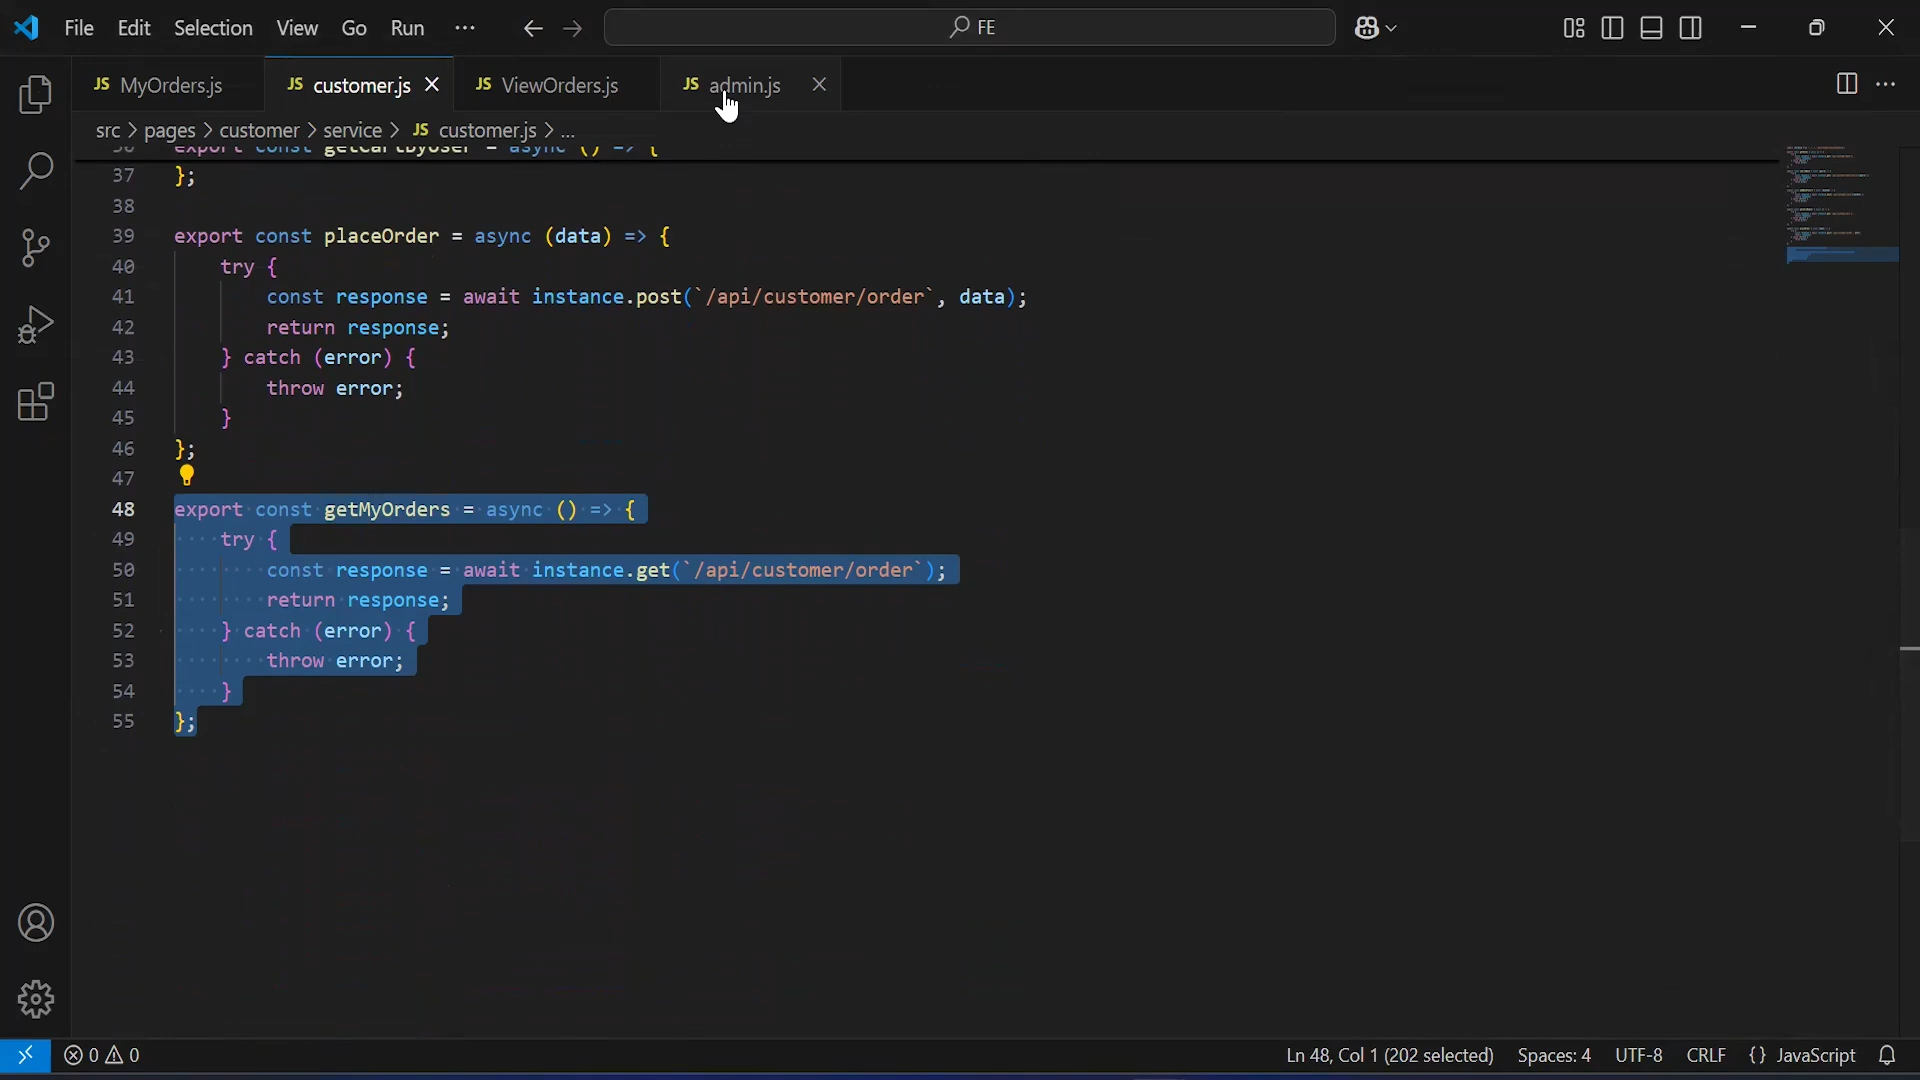 File Edit Selection View Go Run ⋯ FE
JS MyOrders.js JS customer.js JS ViewOrders.js JS admin.js
src > pages > customer > service > JS customer.js > ...
36 export const getCartByUser = async () => {
37 };
38
39 export const placeOrder = async (data) => {
40 try {
41 const response = await instance.post(`/api/customer/order`, data);
42 return response;
43 } catch (error) {
44 throw error;
45 }
46 };
47
48 export const getMyOrders = async () => {
49 try {
50 const response = await instance.get(`/api/customer/order`);
51 return response;
52 } catch (error) {
53 throw error;
54 }
55 };
0 0 Ln 48, Col 1 (202 selected) Spaces: 4 UTF-8 CRLF {} JavaScript